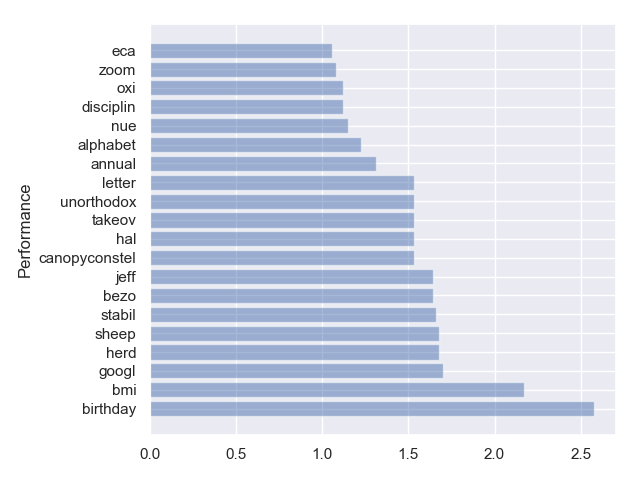 eca
zoom
oxi
disciplin
nue
alphabet
annual
letter
unorthodox
takeov
hal
canopyconstel
jeff
bezo
stabil
sheep
herd
googl
bmi
birthday
Performance
0.0 0.5 1.0 1.5 2.0 2.5